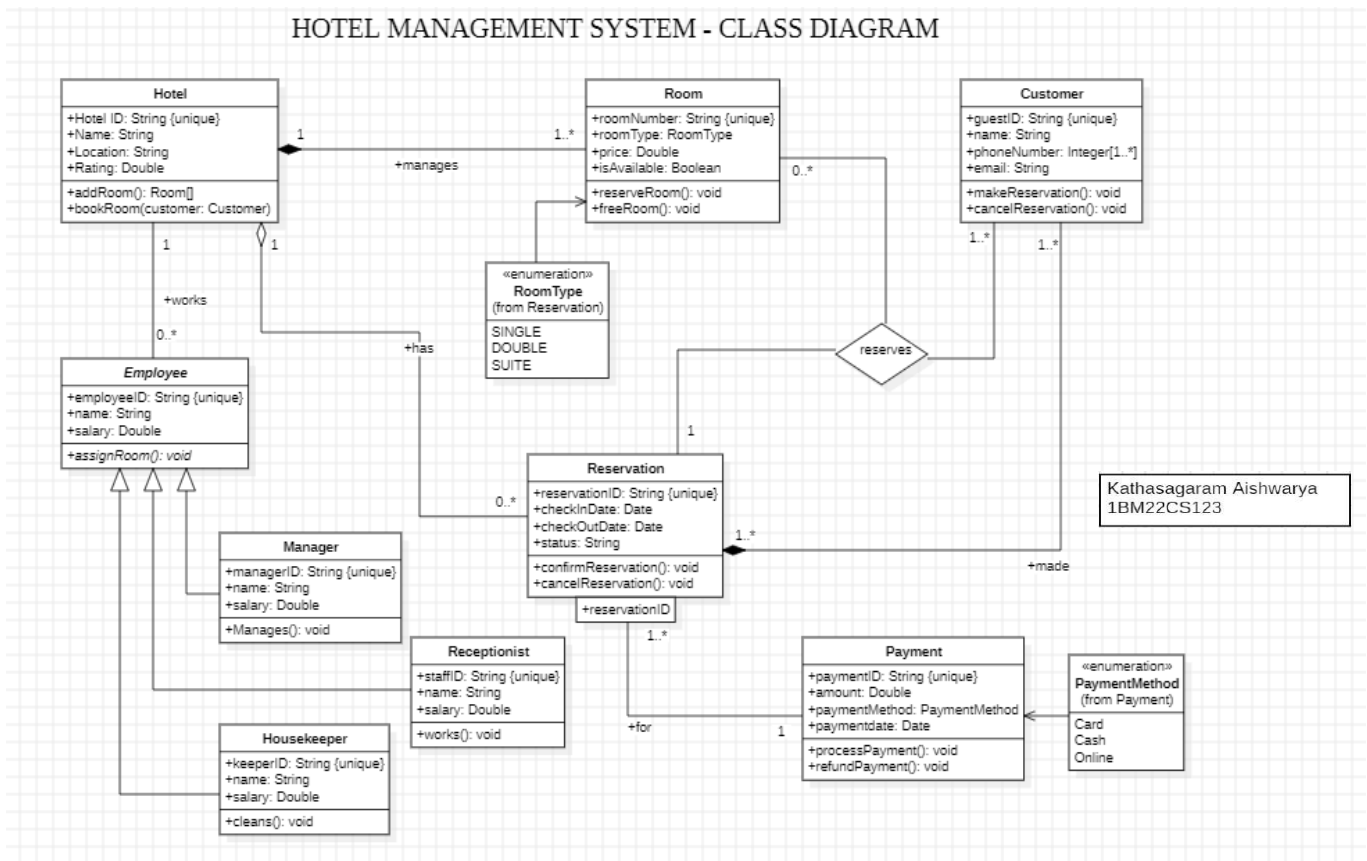 HOTEL MANAGEMENT SYSTEM - CLASS DIAGRAM
Hotel
+Hotel ID: String {unique}
+Name: String
+Location: String
+Rating: Double
+addRoom(): Room[]
+bookRoom(customer: Customer)
1
+manages
1..*
Room
+roomNumber: String {unique}
+roomType: RoomType
+price: Double
+isAvailable: Boolean
+reserveRoom(): void
+freeRoom(): void
0..*
Customer
+guestID: String {unique}
+name: String
+phoneNumber: Integer[1..*]
+email: String
+makeReservation(): void
+cancelReservation(): void
1..*
1..*
1
1
+works
0..*
+has
0..*
«enumeration»
RoomType
(from Reservation)
SINGLE
DOUBLE
SUITE
reserves
1
Employee
+employeeID: String {unique}
+name: String
+salary: Double
+assignRoom(): void
Reservation
+reservationID: String {unique}
+checkInDate: Date
+checkOutDate: Date
+status: String
+confirmReservation(): void
+cancelReservation(): void
+reservationID
1..*
+made
1..*
Kathasagaram Aishwarya
1BM22CS123
Manager
+managerID: String {unique}
+name: String
+salary: Double
+Manages(): void
Receptionist
+staffID: String {unique}
+name: String
+salary: Double
+works(): void
+for
1
Payment
+paymentID: String {unique}
+amount: Double
+paymentMethod: PaymentMethod
+paymentdate: Date
+processPayment(): void
+refundPayment(): void
«enumeration»
PaymentMethod
(from Payment)
Card
Cash
Online
Housekeeper
+keeperID: String {unique}
+name: String
+salary: Double
+cleans(): void